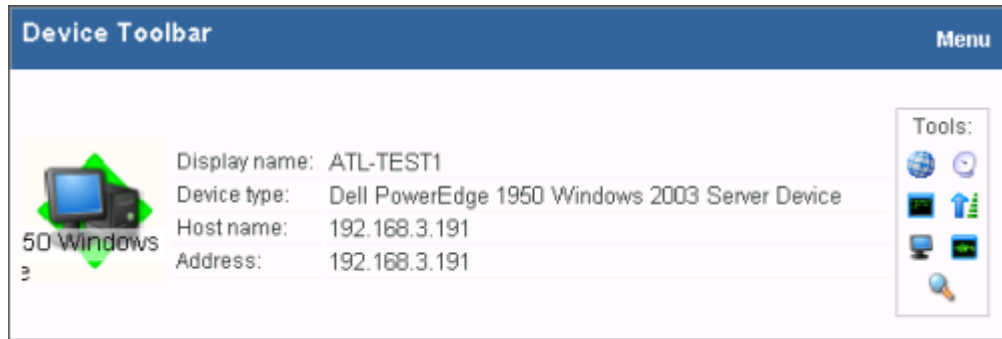 Device Toolbar
Menu
Tools:
Display name: ATL-TEST1
Device type: Dell PowerEdge 1950 Windows 2003 Server Device
Host name: 192.168.3.191
Address: 192.168.3.191
50 Windows
e